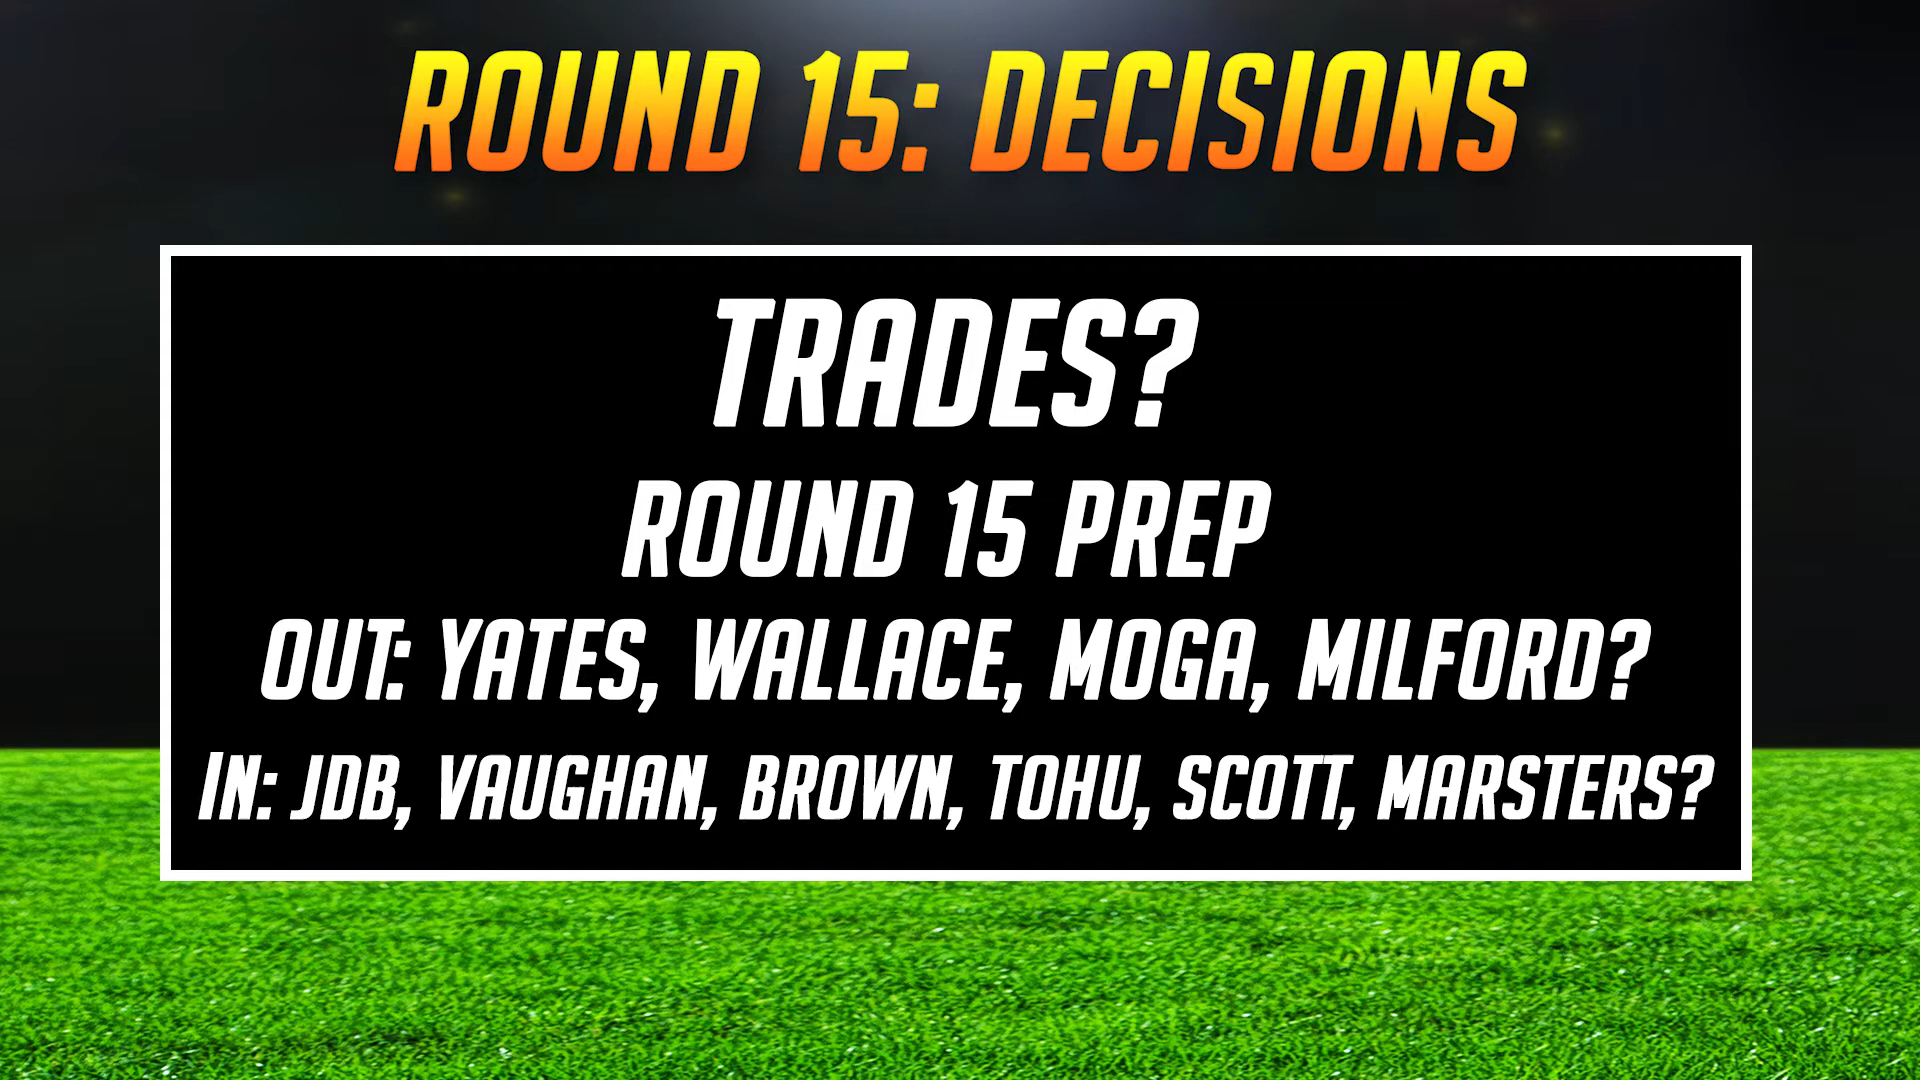 ROUND 15: DECISIONS
TRADES?
ROUND 15 PREP
OUT: YATES, WALLACE, MOGA, MILFORD?
IN: JDB, VAUGHAN, BROWN, TOHU, SCOTT, MARSTERS?